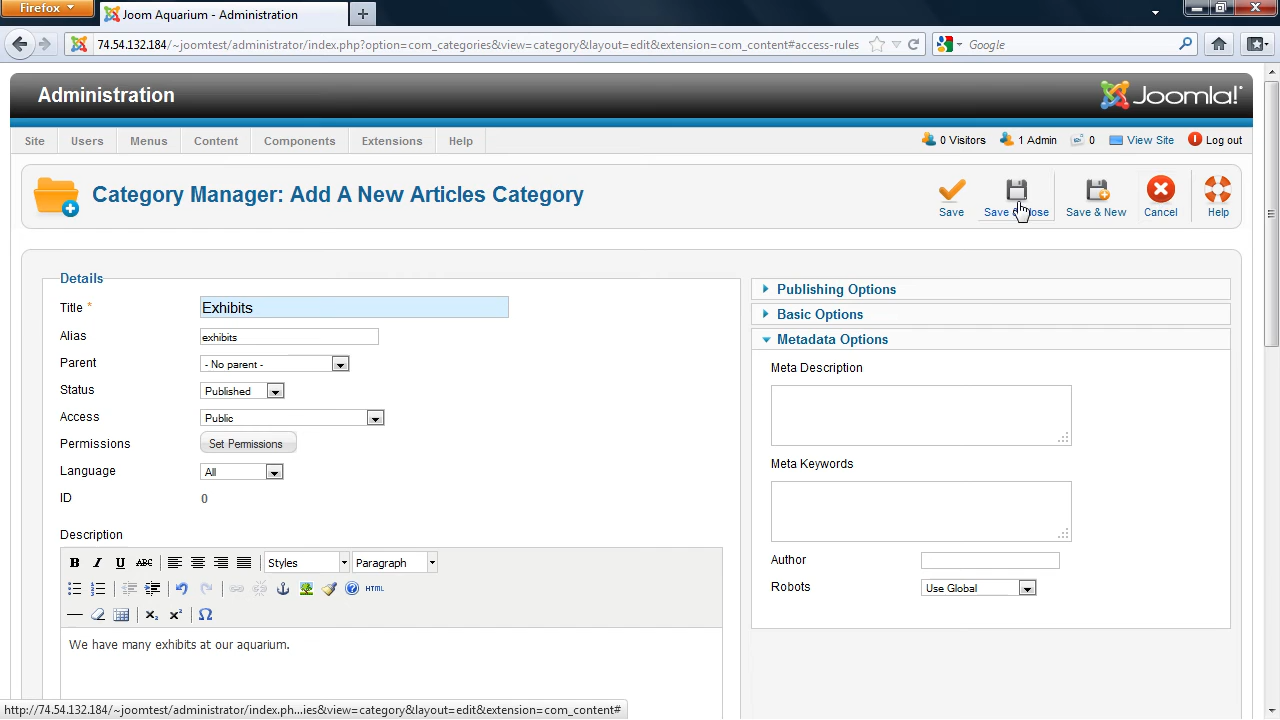 Firefox
Joom Aquarium - Administration
74.54.132.184/~joomtest/administrator/index.php?option=com_categories&view=category&layout=edit&extension=com_content#access-rules
Google
Administration
Joomla!
Site Users Menus Content Components Extensions Help
0 Visitors 1 Admin 0 View Site Log out
Category Manager: Add A New Articles Category
Save Save & Close Save & New Cancel Help
Details
Title * Exhibits
Alias exhibits
Parent - No parent -
Status Published
Access Public
Permissions Set Permissions
Language All
ID 0
Description
B I U ABC Styles Paragraph
HTML
x₂ x² Ω
We have many exhibits at our aquarium.
Publishing Options
Basic Options
Metadata Options
Meta Description
Meta Keywords
Author
Robots Use Global
http://74.54.132.184/~joomtest/administrator/index.ph...ies&view=category&layout=edit&extension=com_content#